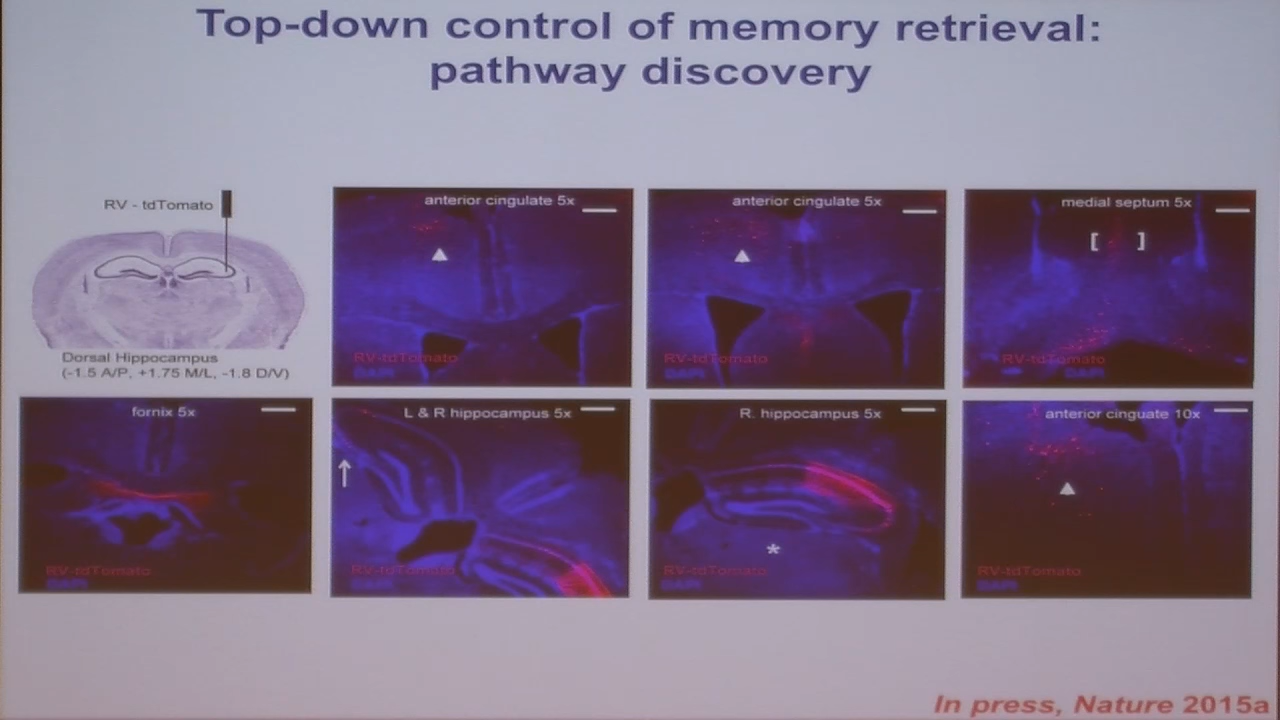 Top-down control of memory retrieval:
pathway discovery
RV - tdTomato
Dorsal Hippocampus
(-1.5 A/P, +1.75 M/L, -1.8 D/V)
anterior cingulate 5x
RV-tdTomato
DAPI
anterior cingulate 5x
RV-tdTomato
DAPI
medial septum 5x
[ ]
RV-tdTomato
DAPI
fornix 5x
RV-tdTomato
DAPI
L & R hippocampus 5x
RV-tdTomato
DAPI
R. hippocampus 5x
*
RV-tdTomato
DAPI
anterior cinguate 10x
RV-tdTomato
DAPI
In press, Nature 2015a